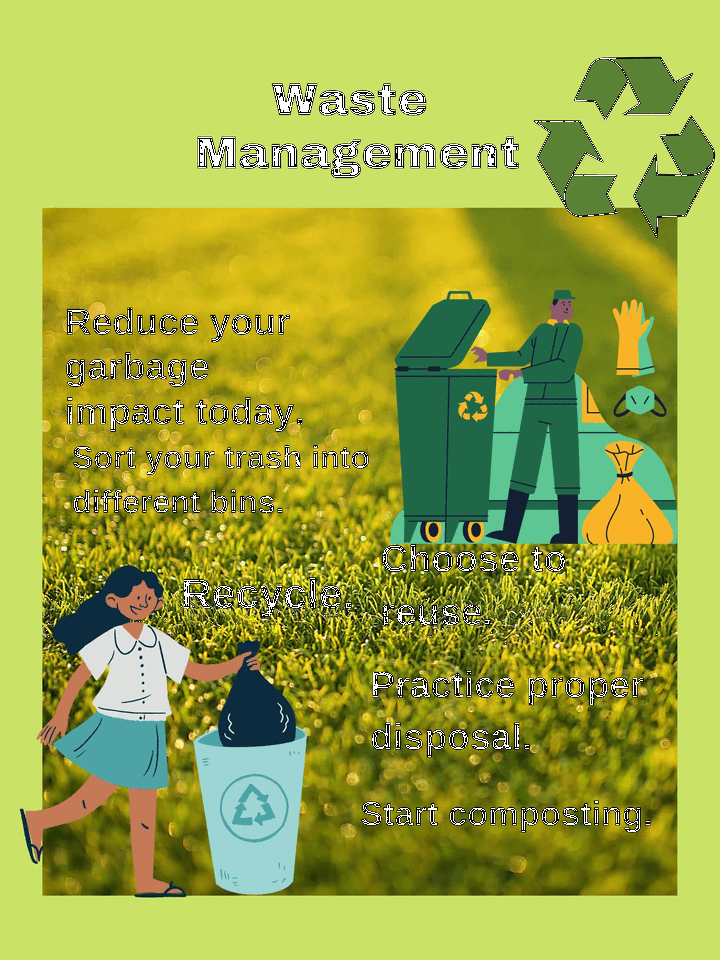 Waste
Management
Reduce your
garbage
impact today.
Sort your trash into
different bins.
Recycle.
Choose to
reuse.
Practice proper
disposal.
Start composting.